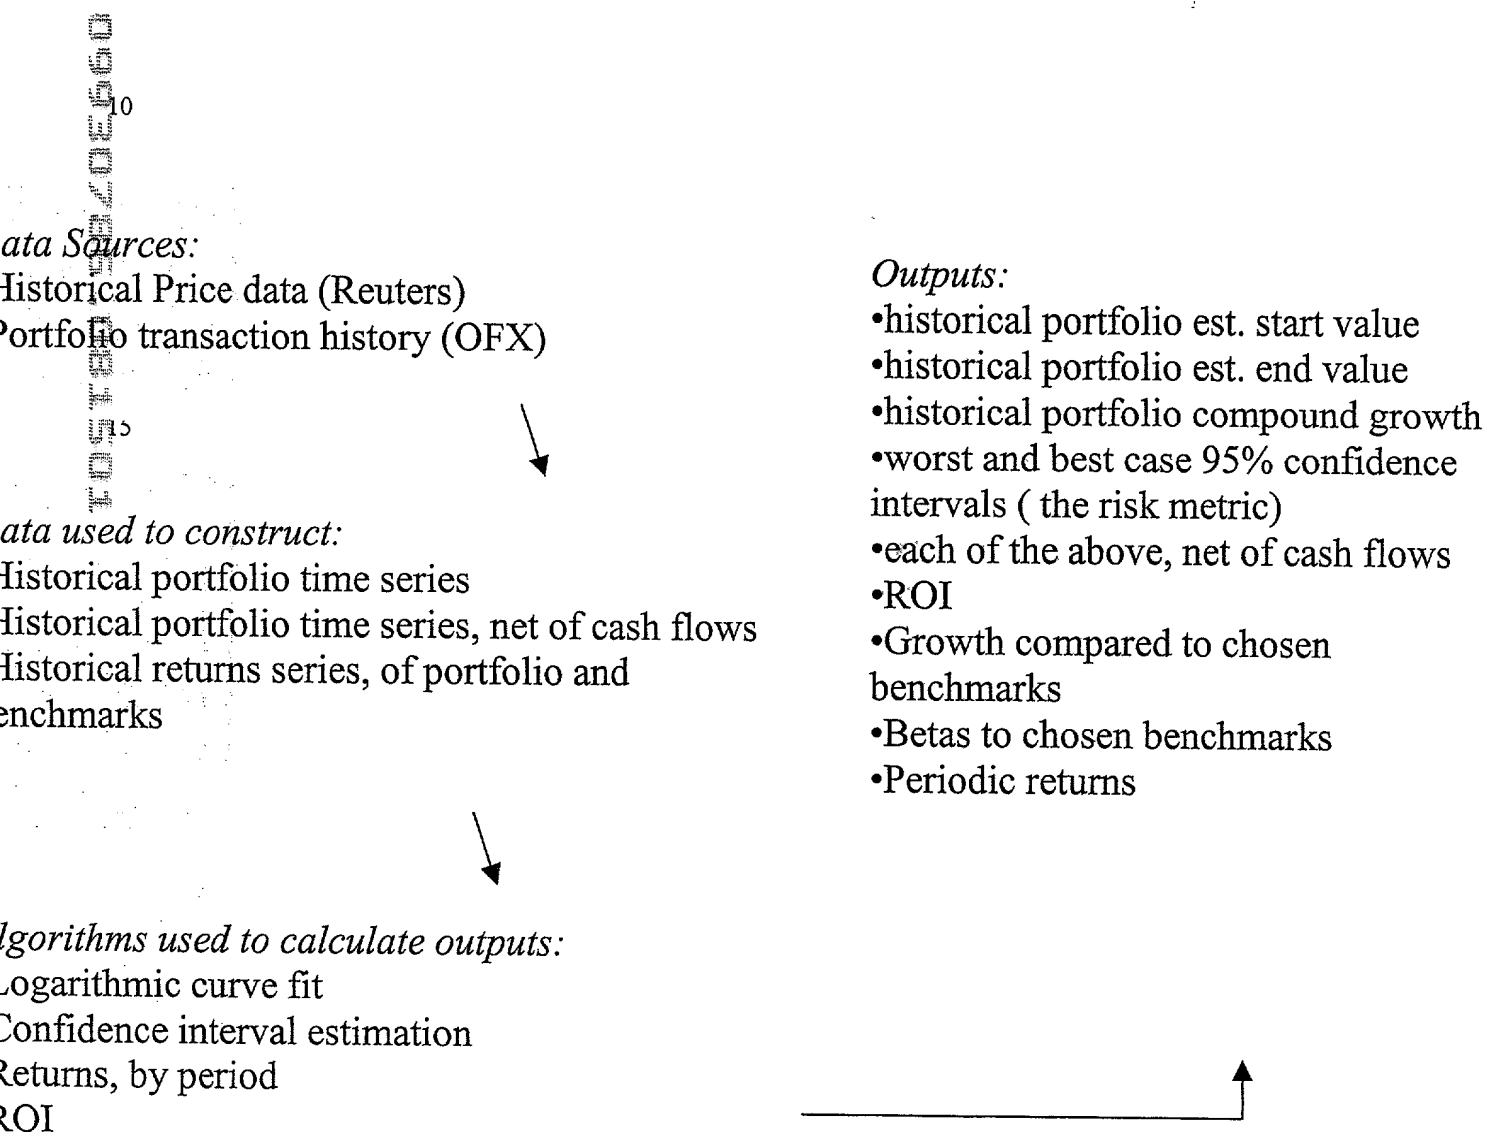 10
ata Sources:
Historical Price data (Reuters)
Portfolio transaction history (OFX)
15
ata used to construct:
Historical portfolio time series
Historical portfolio time series, net of cash flows
Historical returns series, of portfolio and
enchmarks
lgorithms used to calculate outputs:
Logarithmic curve fit
Confidence interval estimation
Returns, by period
ROI
Outputs:
•historical portfolio est. start value
•historical portfolio est. end value
•historical portfolio compound growth
•worst and best case 95% confidence
intervals ( the risk metric)
•each of the above, net of cash flows
•ROI
•Growth compared to chosen
benchmarks
•Betas to chosen benchmarks
•Periodic returns